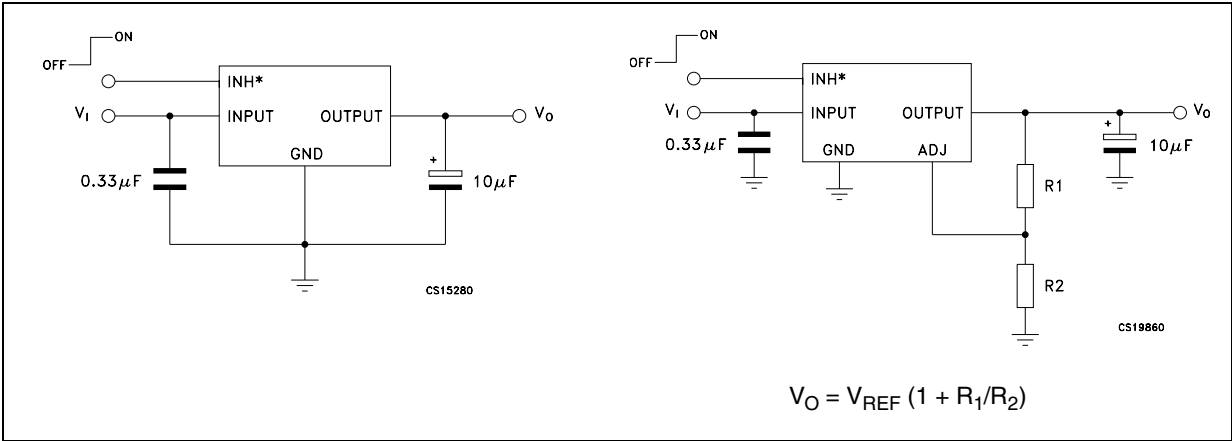 ON
OFF
INH*
V_I
INPUT
OUTPUT
V_O
GND
0.33µF
+
10µF
CS15280
ON
OFF
INH*
V_I
INPUT
OUTPUT
V_O
0.33µF
GND
ADJ
+
10µF
R1
R2
CS19860
V_O = V_REF (1 + R_1/R_2)